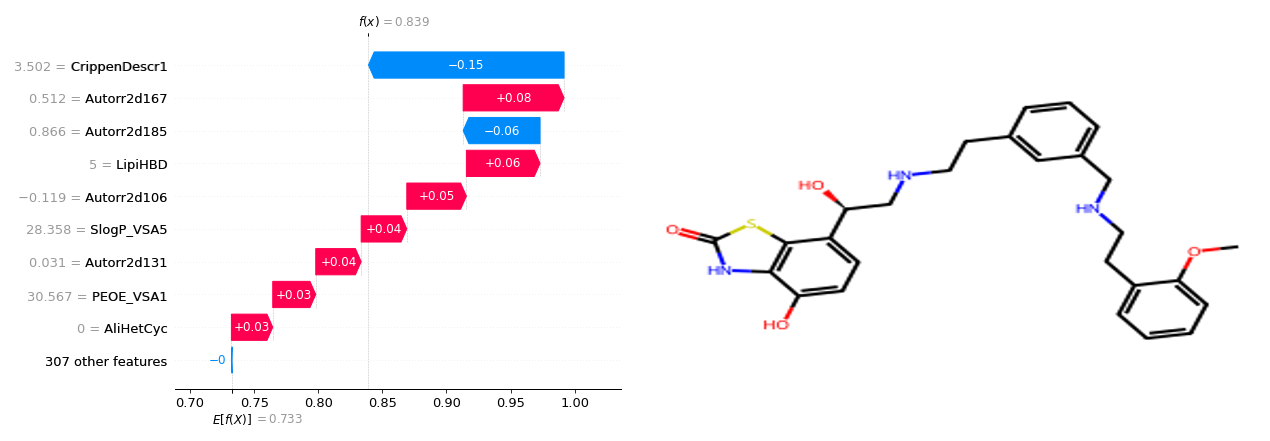 f(x) = 0.839
3.502 = CrippenDescr1
−0.15
0.512 = Autorr2d167
+0.08
0.866 = Autorr2d185
−0.06
5 = LipiHBD
+0.06
−0.119 = Autorr2d106
+0.05
28.358 = SlogP_VSA5
+0.04
0.031 = Autorr2d131
+0.04
30.567 = PEOE_VSA1
+0.03
0 = AliHetCyc
+0.03
307 other features
−0
0.70 0.75 0.80 0.85 0.90 0.95 1.00
E[f(X)] = 0.733
HN
HO
HN
O
S
O
HN
HO